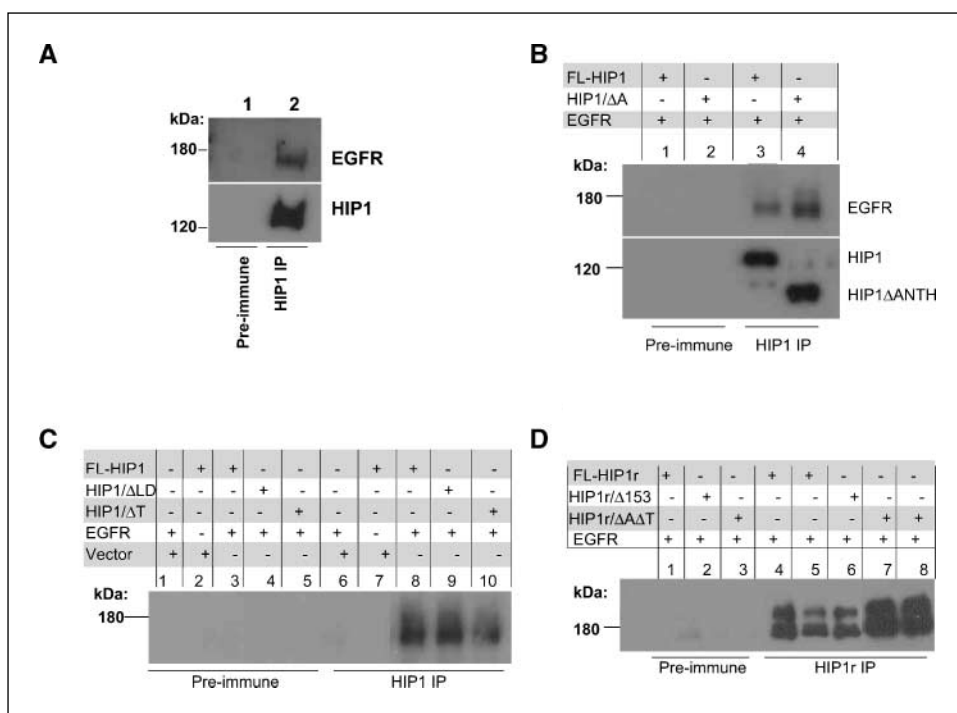 A
1 2
kDa:
180
EGFR
HIP1
120
Pre-immune
HIP1 IP
B
FL-HIP1 + - + -
HIP1/ΔA - + - +
EGFR + + + +
1 2 3 4
kDa:
180
EGFR
HIP1
120
HIP1ΔANTH
Pre-immune HIP1 IP
C
FL-HIP1 - + + - - - + + - -
HIP1/ΔLD - - - + - - - - + -
HIP1/ΔT - - - - + - - - - +
EGFR + - + + + + - + + +
Vector + + - - - + + - - -
1 2 3 4 5 6 7 8 9 10
kDa:
180
Pre-immune HIP1 IP
D
FL-HIP1r + - - + + - - -
HIP1r/Δ153 - + - - - + - -
HIP1r/ΔAΔT - - + - - - + +
EGFR + + + + + + + +
1 2 3 4 5 6 7 8
kDa:
180
Pre-immune HIP1r IP